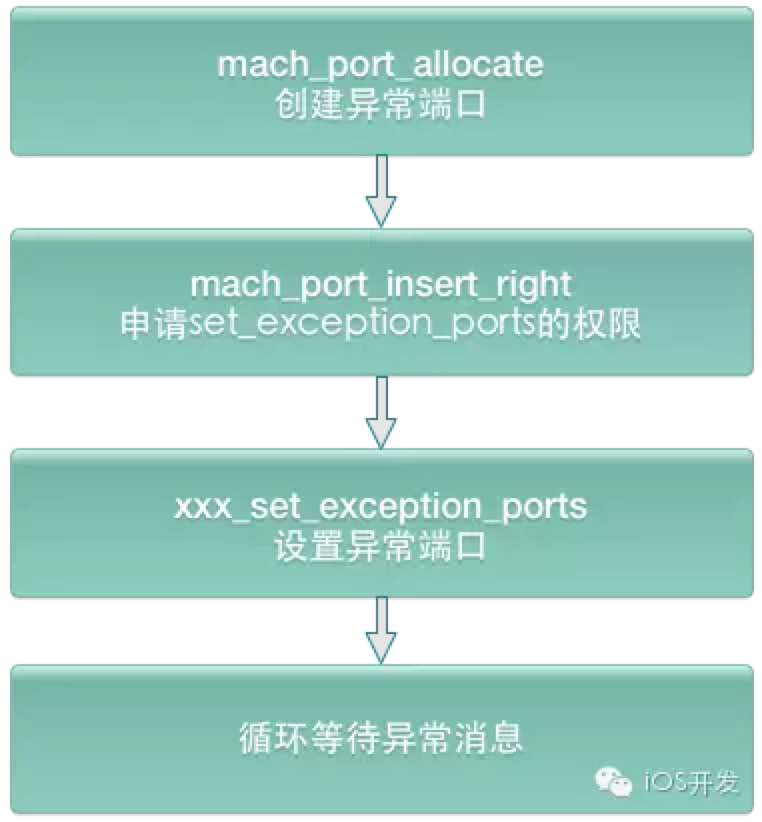 mach_port_allocate
创建异常端口
mach_port_insert_right
申请set_exception_ports的权限
xxx_set_exception_ports
设置异常端口
循环等待异常消息
iOS开发